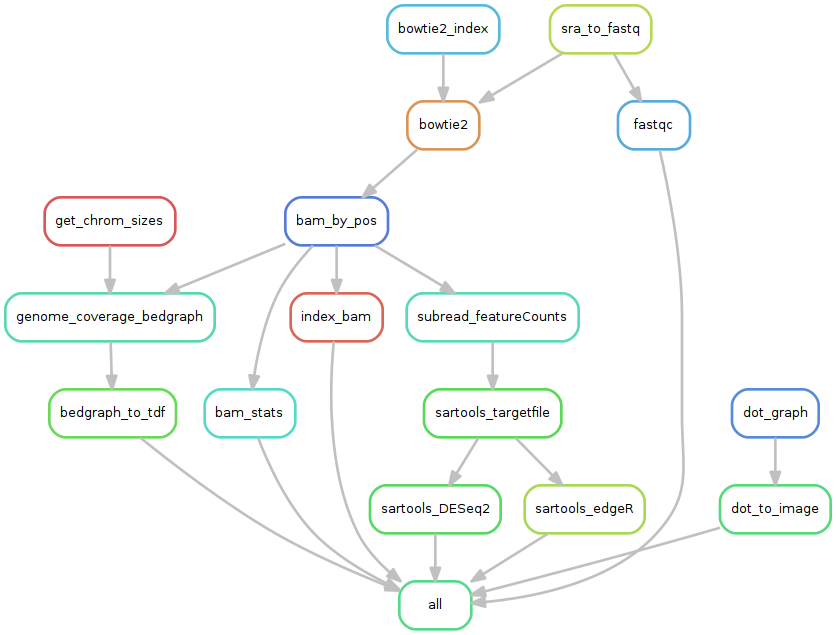 bowtie2_index
sra_to_fastq
bowtie2
fastqc
get_chrom_sizes
bam_by_pos
genome_coverage_bedgraph
index_bam
subread_featureCounts
bedgraph_to_tdf
bam_stats
sartools_targetfile
dot_graph
sartools_DESeq2
sartools_edgeR
dot_to_image
all